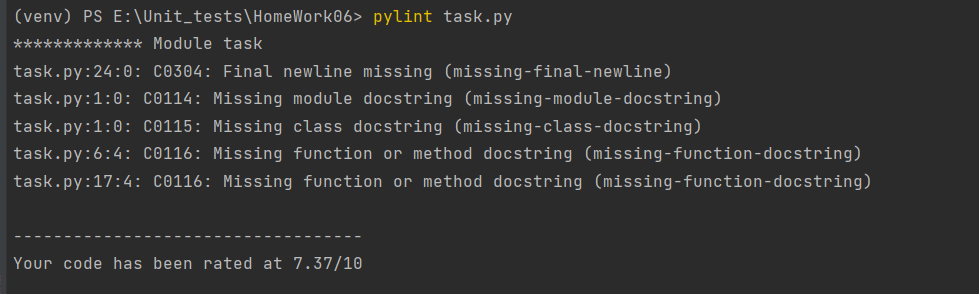 (venv) PS E:\Unit_tests\HomeWork06> pylint task.py
************* Module task
task.py:24:0: C0304: Final newline missing (missing-final-newline)
task.py:1:0: C0114: Missing module docstring (missing-module-docstring)
task.py:1:0: C0115: Missing class docstring (missing-class-docstring)
task.py:6:4: C0116: Missing function or method docstring (missing-function-docstring)
task.py:17:4: C0116: Missing function or method docstring (missing-function-docstring)
-----------------------------------
Your code has been rated at 7.37/10